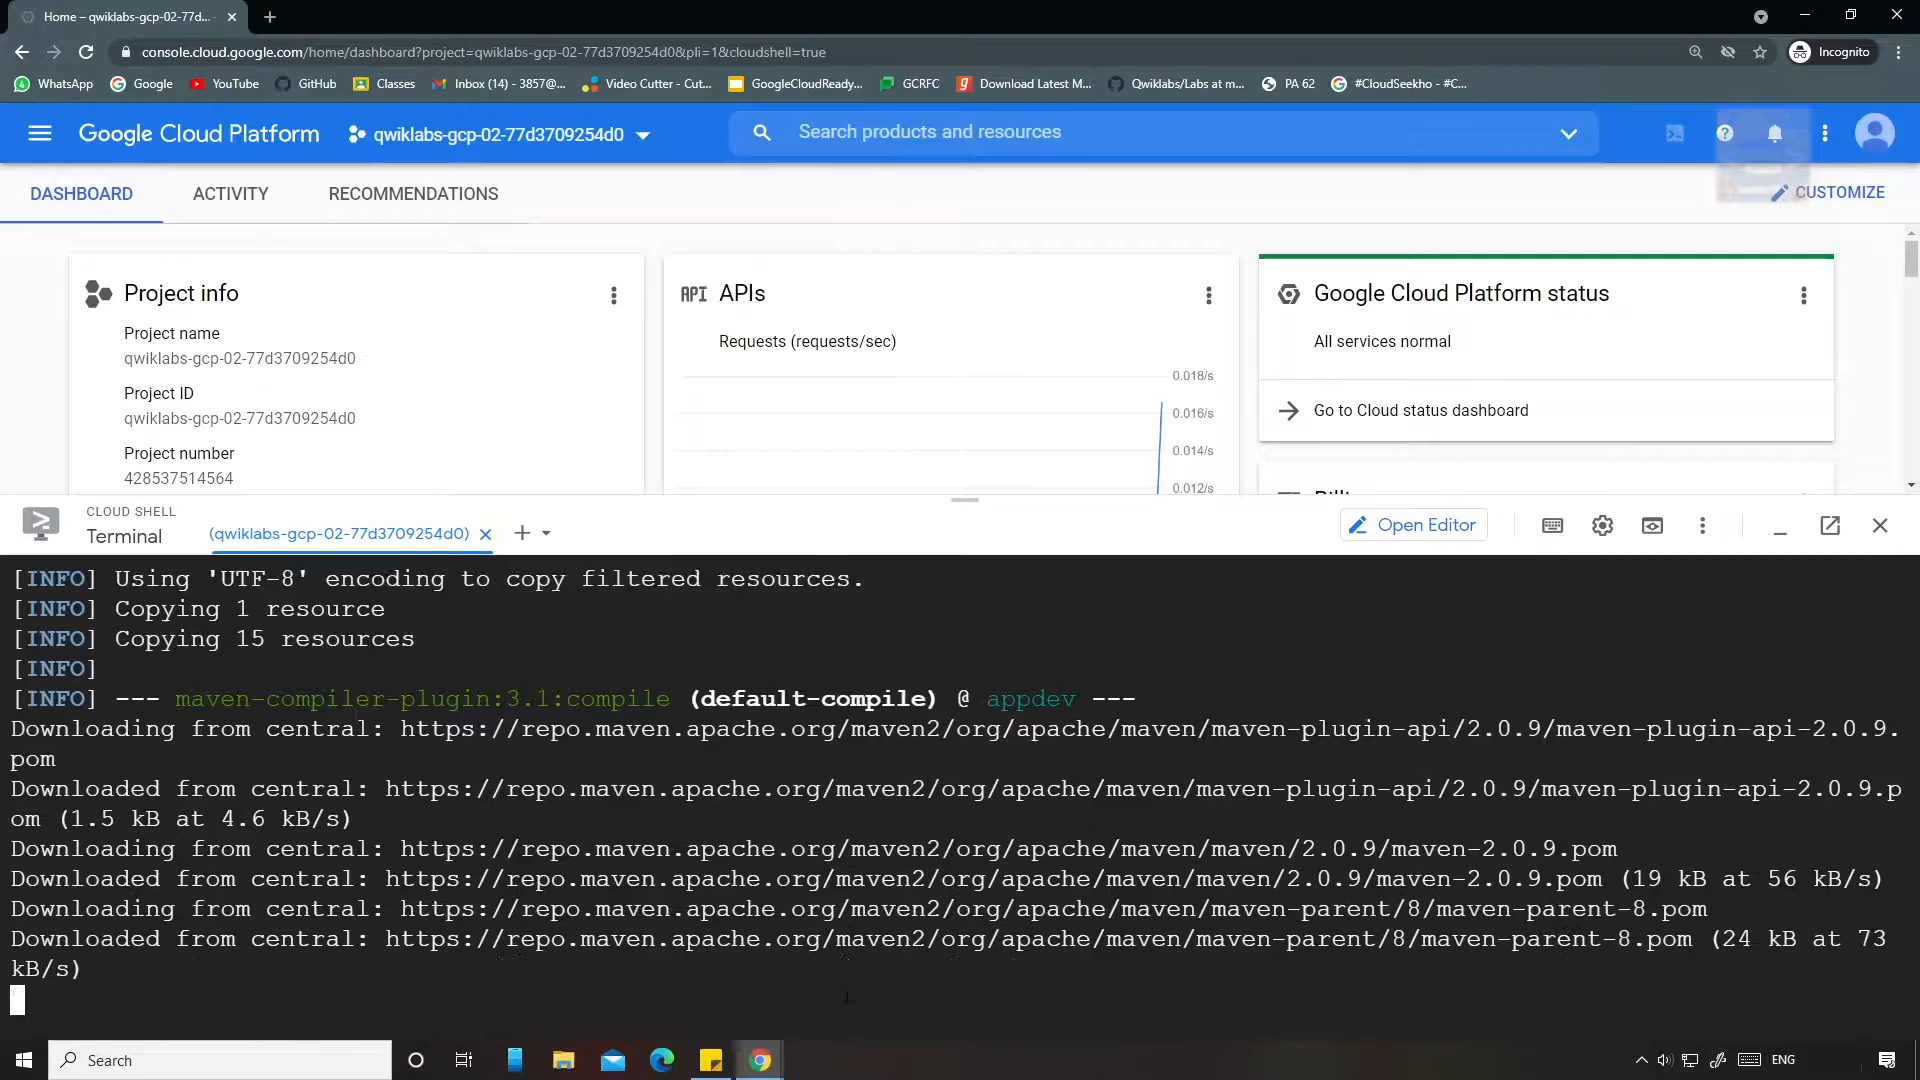 Home – qwiklabs-gcp-02-77d...
console.cloud.google.com/home/dashboard?project=qwiklabs-gcp-02-77d3709254d0&pli=1&cloudshell=true
Incognito
WhatsApp Google YouTube GitHub Classes Inbox (14) - 3857@... Video Cutter - Cut... GoogleCloudReady... GCRFC Download Latest M... Qwiklabs/Labs at m... PA 62 #CloudSeekho - #C...
Google Cloud Platform qwiklabs-gcp-02-77d3709254d0 Search products and resources
DASHBOARD ACTIVITY RECOMMENDATIONS CUSTOMIZE
Project info
Project name
qwiklabs-gcp-02-77d3709254d0
Project ID
qwiklabs-gcp-02-77d3709254d0
Project number
428537514564
API APIs
Requests (requests/sec)
0.018/s
0.016/s
0.014/s
0.012/s
Google Cloud Platform status
All services normal
Go to Cloud status dashboard
CLOUD SHELL
Terminal (qwiklabs-gcp-02-77d3709254d0) Open Editor
[INFO] Using 'UTF-8' encoding to copy filtered resources.
[INFO] Copying 1 resource
[INFO] Copying 15 resources
[INFO]
[INFO] --- maven-compiler-plugin:3.1:compile (default-compile) @ appdev ---
Downloading from central: https://repo.maven.apache.org/maven2/org/apache/maven/maven-plugin-api/2.0.9/maven-plugin-api-2.0.9.
pom
Downloaded from central: https://repo.maven.apache.org/maven2/org/apache/maven/maven-plugin-api/2.0.9/maven-plugin-api-2.0.9.p
om (1.5 kB at 4.6 kB/s)
Downloading from central: https://repo.maven.apache.org/maven2/org/apache/maven/maven/2.0.9/maven-2.0.9.pom
Downloaded from central: https://repo.maven.apache.org/maven2/org/apache/maven/maven/2.0.9/maven-2.0.9.pom (19 kB at 56 kB/s)
Downloading from central: https://repo.maven.apache.org/maven2/org/apache/maven/maven-parent/8/maven-parent-8.pom
Downloaded from central: https://repo.maven.apache.org/maven2/org/apache/maven/maven-parent/8/maven-parent-8.pom (24 kB at 73
kB/s)
Search ENG